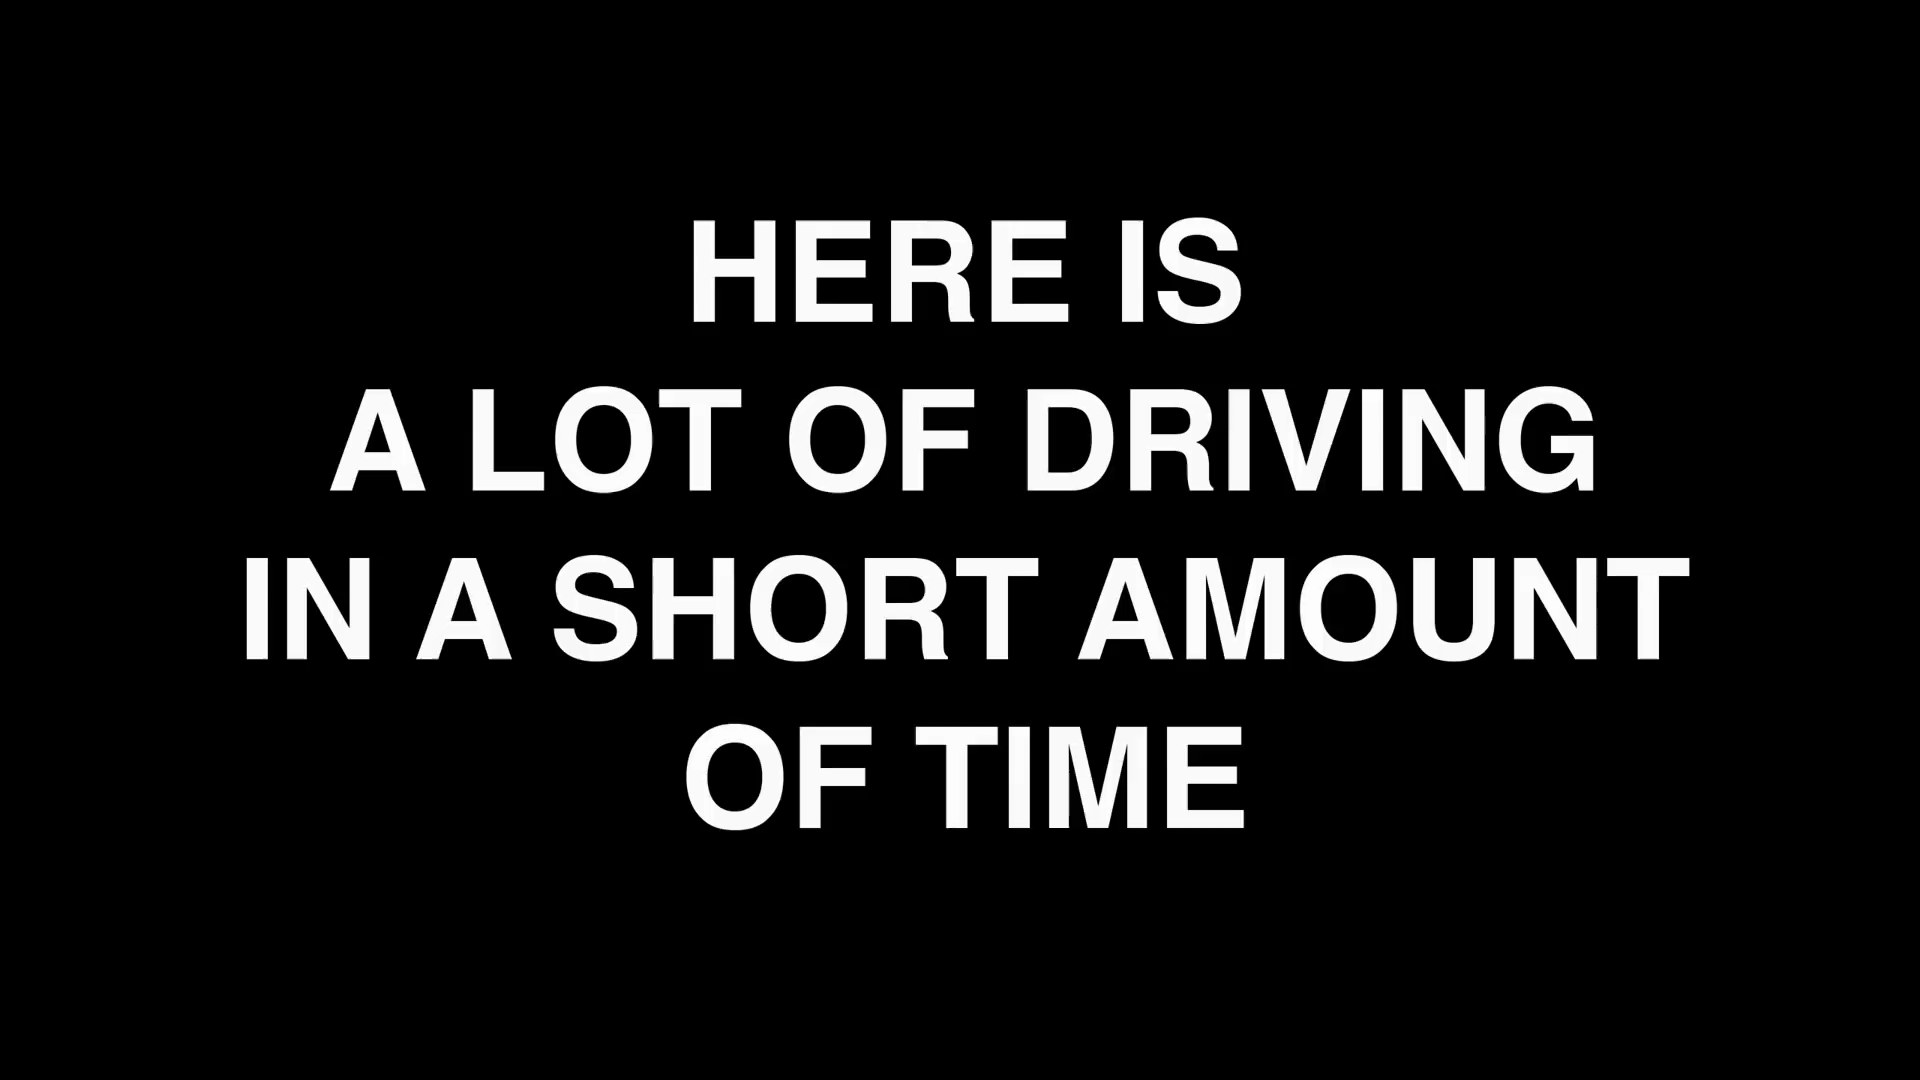 HERE IS
A LOT OF DRIVING
IN A SHORT AMOUNT
OF TIME